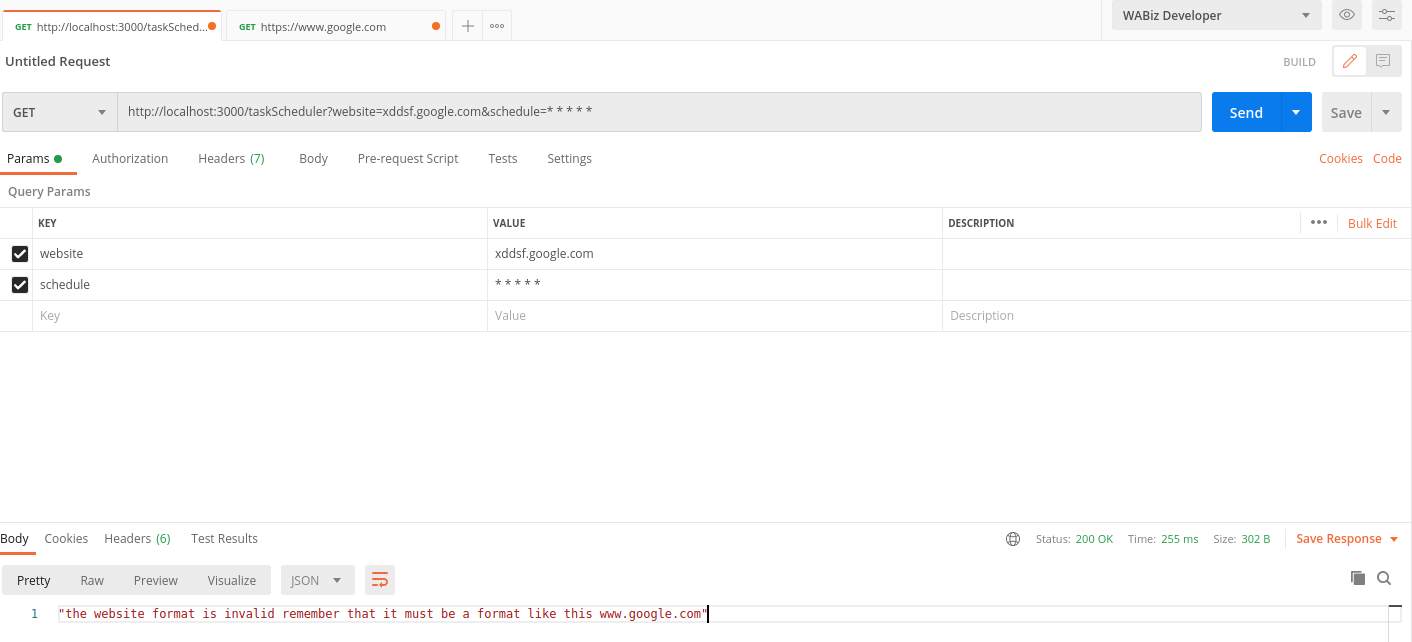 GET http://localhost:3000/taskSched... GET https://www.google.com WABiz Developer
Untitled Request BUILD
GET http://localhost:3000/taskScheduler?website=xddsf.google.com&schedule=* * * * * Send Save
Params Authorization Headers (7) Body Pre-request Script Tests Settings Cookies Code
Query Params
KEY VALUE DESCRIPTION Bulk Edit
website xddsf.google.com
schedule * * * * *
Key Value Description
Body Cookies Headers (6) Test Results Status: 200 OK Time: 255 ms Size: 302 B Save Response
Pretty Raw Preview Visualize JSON
1 "the website format is invalid remember that it must be a format like this www.google.com"